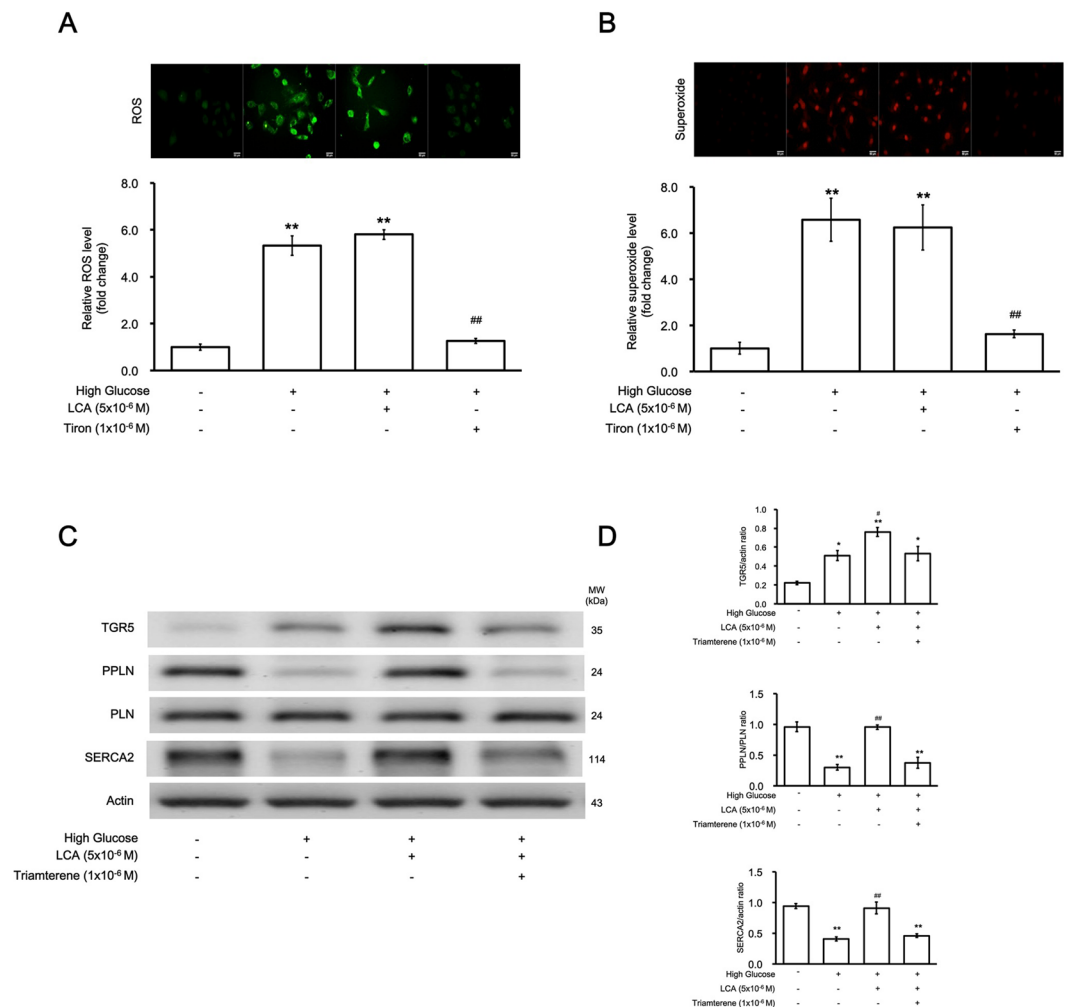 A
ROS
8.0
6.0
4.0
2.0
0.0
Relative ROS level
(fold change)
**
**
##
High Glucose - + + +
LCA (5x10⁻⁶ M) - - + -
Tiron (1x10⁻⁶ M) - - - +
B
Superoxide
8.0
6.0
4.0
2.0
0.0
Relative superoxide level
(fold change)
**
**
##
High Glucose - + + +
LCA (5x10⁻⁶ M) - - + -
Tiron (1x10⁻⁶ M) - - - +
C
MW
(kDa)
TGR5 35
PPLN 24
PLN 24
SERCA2 114
Actin 43
High Glucose - + + +
LCA (5x10⁻⁶ M) - - + +
Triamterene (1x10⁻⁶ M) - - - +
D
TGR5/actin ratio
1.0
0.8
0.6
0.4
0.2
0.0
*
#
**
*
High Glucose - + + +
LCA (5x10⁻⁶ M) - - + +
Triamterene (1x10⁻⁶ M) - - - +
PPLN/PLN ratio
1.5
1.0
0.5
0.0
**
##
**
High Glucose - + + +
LCA (5x10⁻⁶ M) - - + +
Triamterene (1x10⁻⁶ M) - - - +
SERCA2/actin ratio
1.5
1.0
0.5
0.0
**
##
**
High Glucose - + + +
LCA (5x10⁻⁶ M) - - + +
Triamterene (1x10⁻⁶ M) - - - +